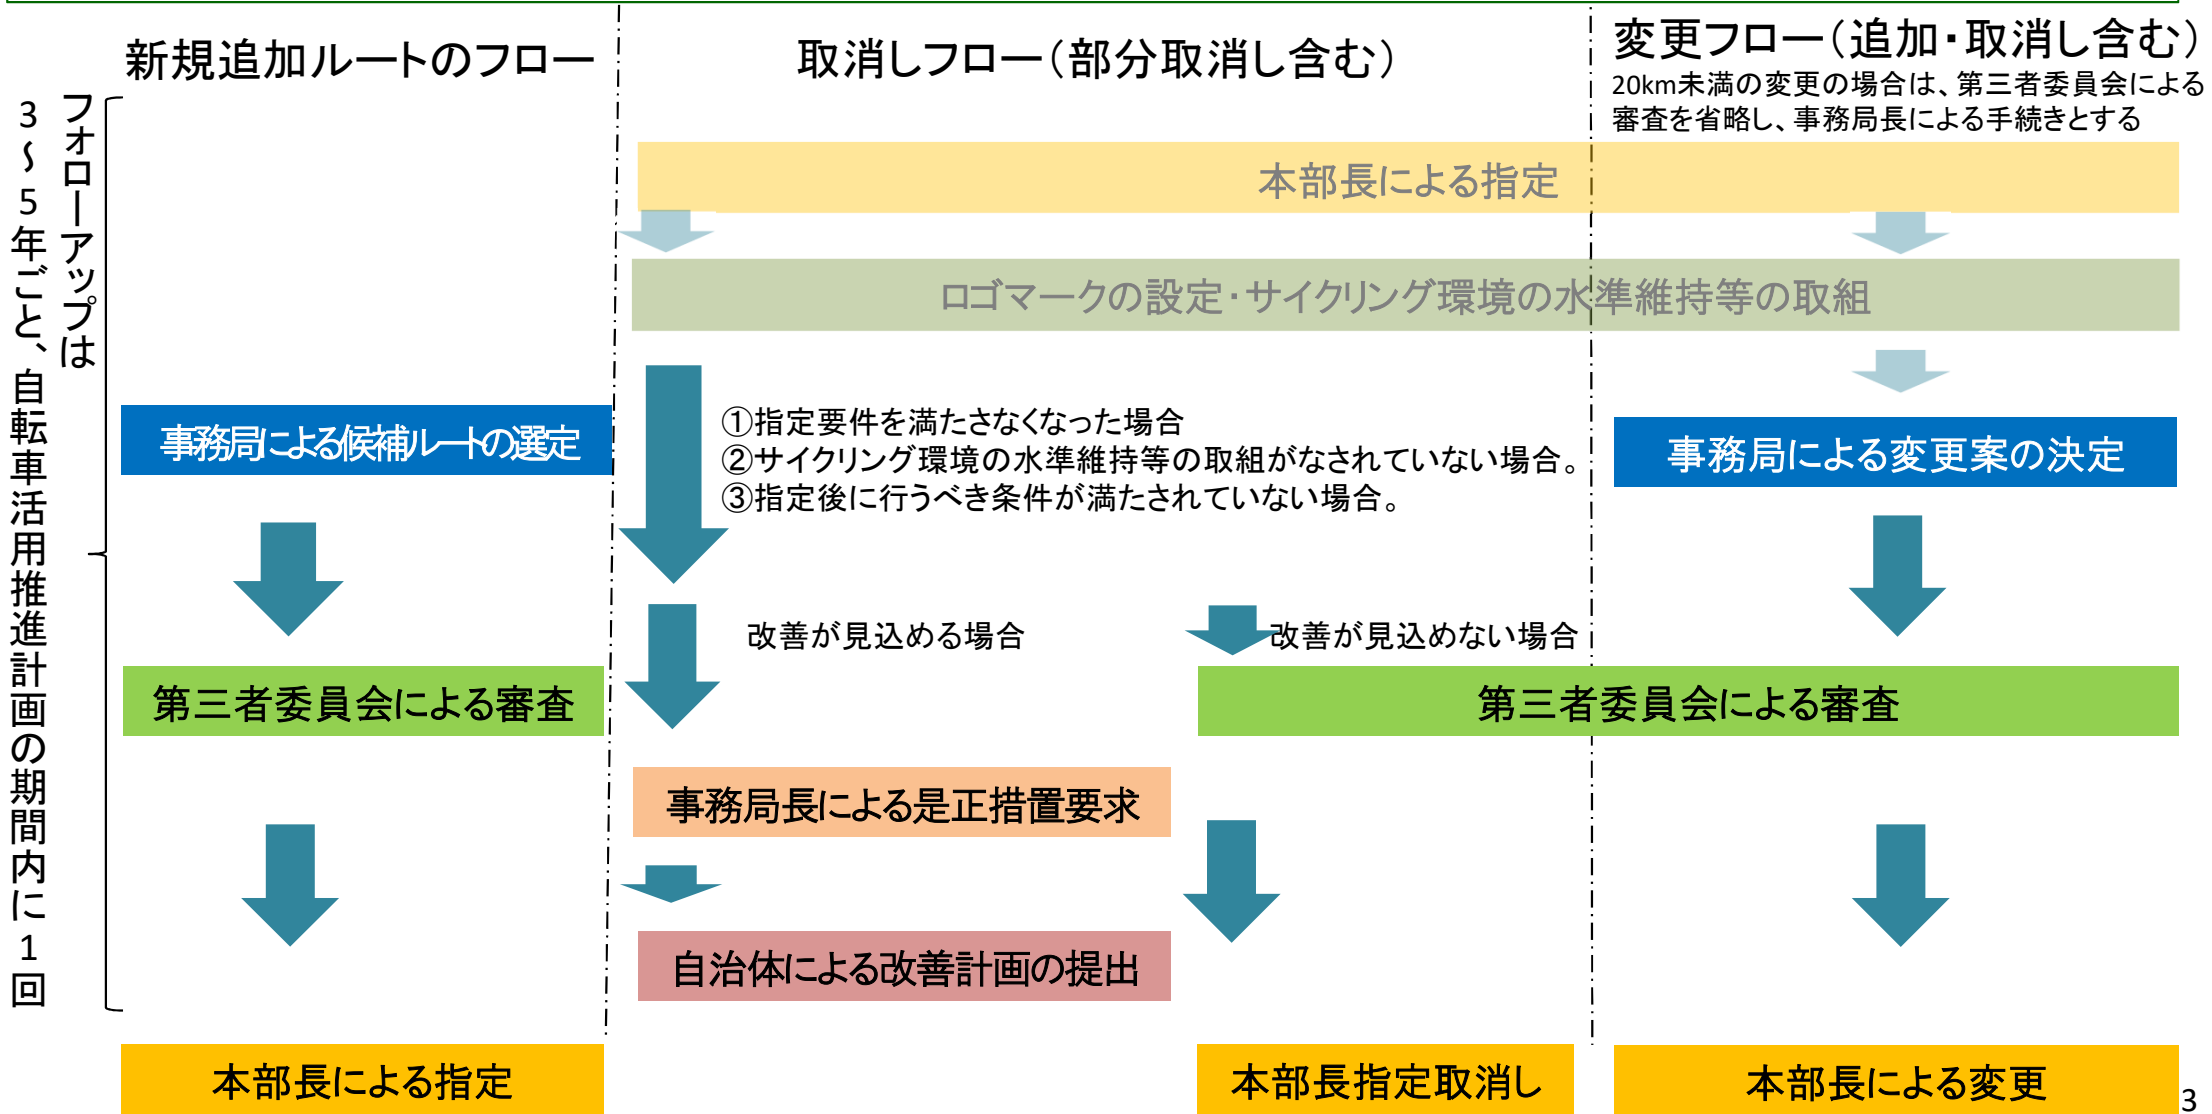 新規追加ルートのフロー
取消しフロー（部分取消し含む）
変更フロー（追加・取消し含む）
20km未満の変更の場合は、第三者委員会による
審査を省略し、事務局長による手続きとする
フォローアップは
3～5年ごと、自転車活用推進計画の期間内に1回
本部長による指定
ロゴマークの設定・サイクリング環境の水準維持等の取組
事務局による候補ルートの選定
①指定要件を満たさなくなった場合
②サイクリング環境の水準維持等の取組がなされていない場合。
③指定後に行うべき条件が満たされていない場合。
事務局による変更案の決定
改善が見込める場合
改善が見込めない場合
第三者委員会による審査
第三者委員会による審査
事務局長による是正措置要求
自治体による改善計画の提出
本部長による指定
本部長指定取消し
本部長による変更
3